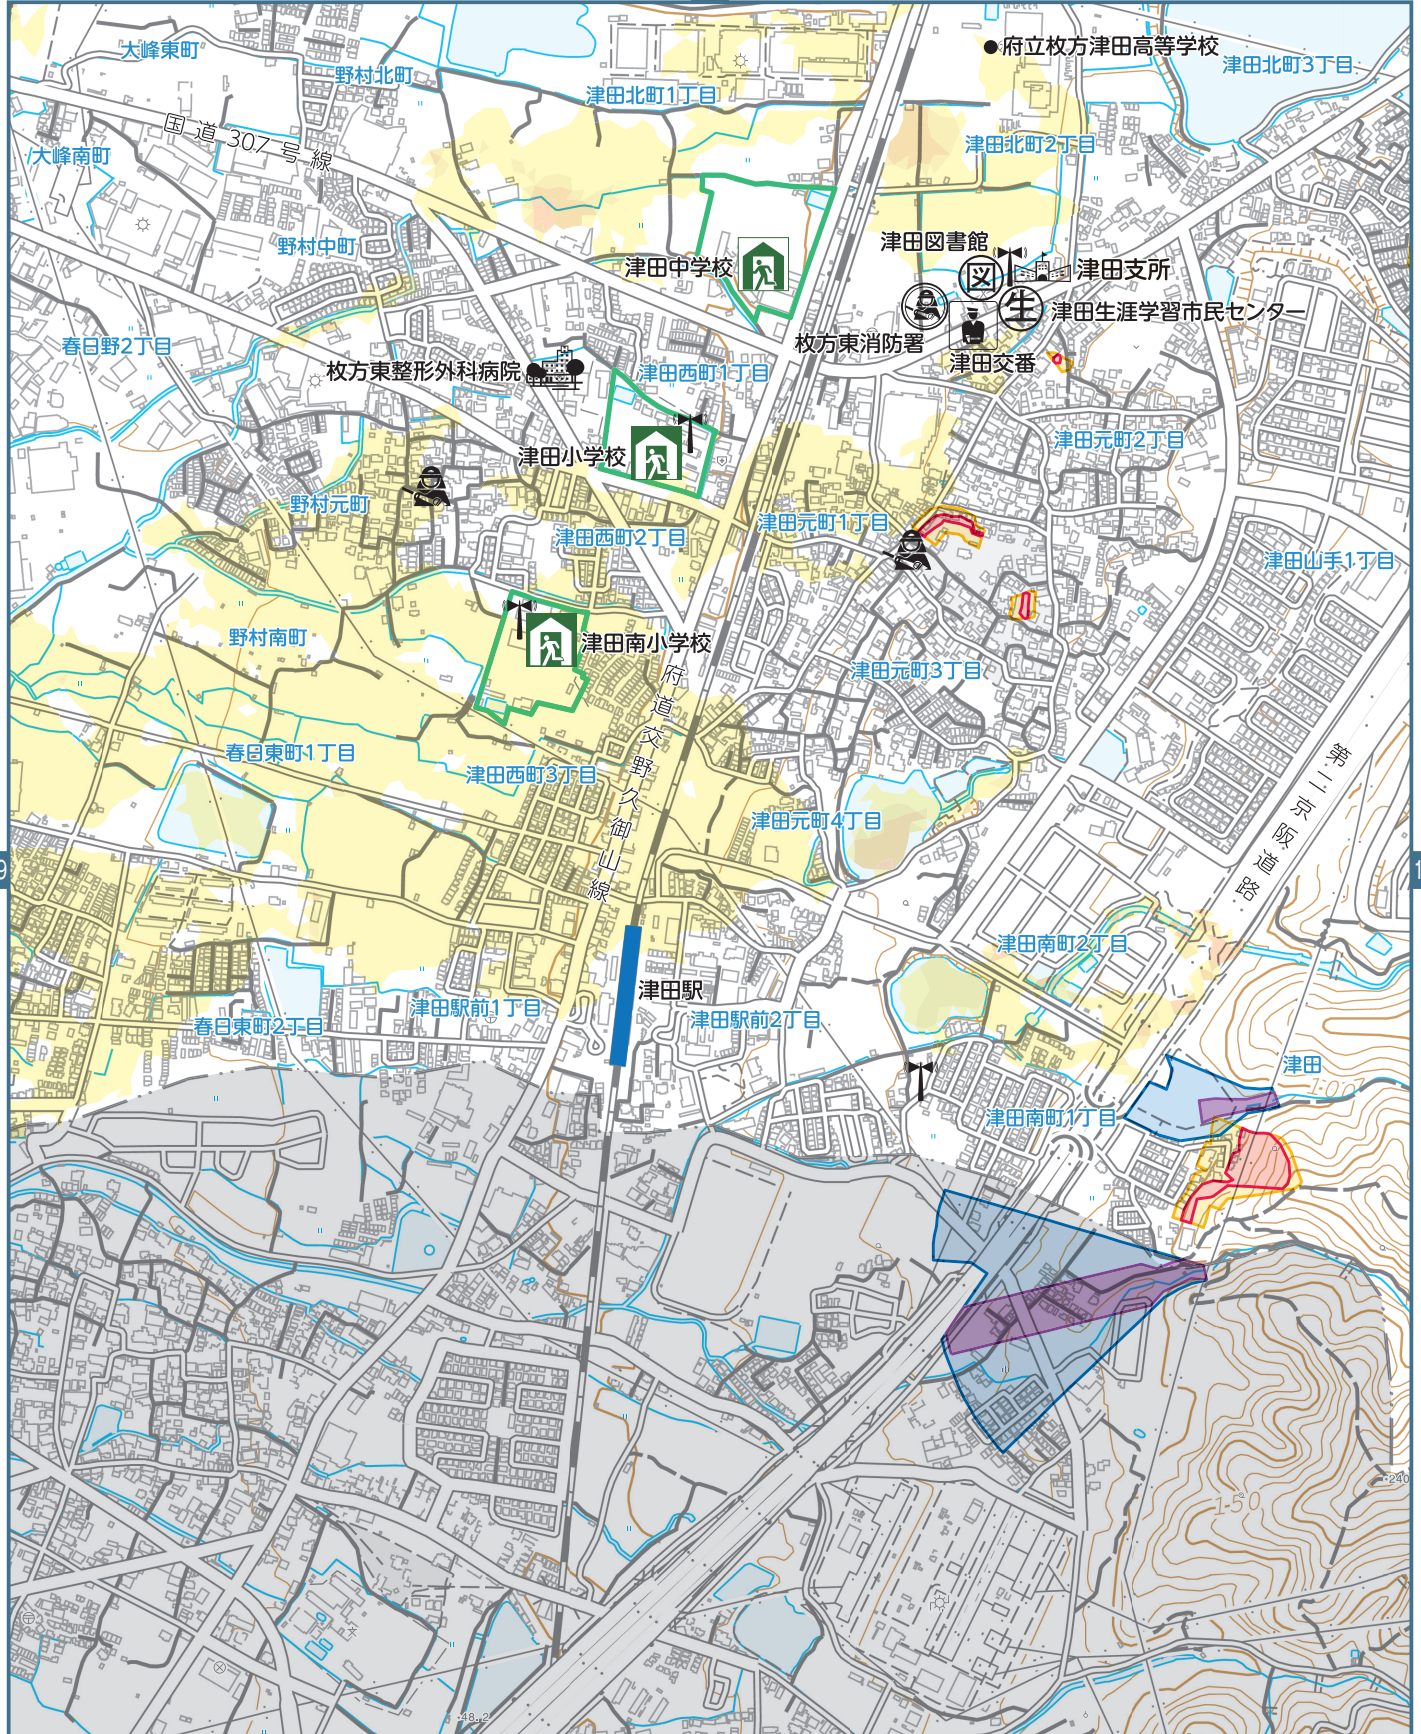 大峰東町
野村北町
津田北町1丁目
●府立枚方津田高等学校
津田北町3丁目
国道307号線
大峰南町
津田北町2丁目
野村中町
津田中学校
津田図書館
図
津田支所
生
津田生涯学習市民センター
枚方東消防署
津田交番
春日野2丁目
枚方東整形外科病院
津田西町1丁目
津田元町2丁目
津田小学校
野村元町
津田西町2丁目
津田元町1丁目
津田山手1丁目
野村南町
津田南小学校
津田元町3丁目
府道交野久御山線
第二京阪道路
春日東町1丁目
津田西町3丁目
津田元町4丁目
9
1
津田南町2丁目
津田駅
春日東町2丁目
津田駅前1丁目
津田駅前2丁目
津田
100
津田南町1丁目
240
150
48.2